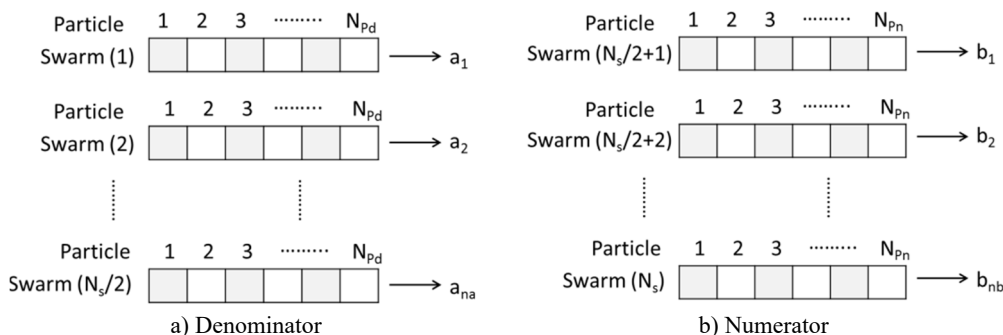 Particle 1 2 3 ········· N_Pd
Swarm (1) a_1
Particle 1 2 3 ········· N_Pd
Swarm (2) a_2
Particle 1 2 3 ········· N_Pd
Swarm (N_s/2) a_na
a) Denominator
Particle 1 2 3 ········· N_Pn
Swarm (N_s/2+1) b_1
Particle 1 2 3 ········· N_Pn
Swarm (N_s/2+2) b_2
Particle 1 2 3 ········· N_Pn
Swarm (N_s) b_nb
b) Numerator